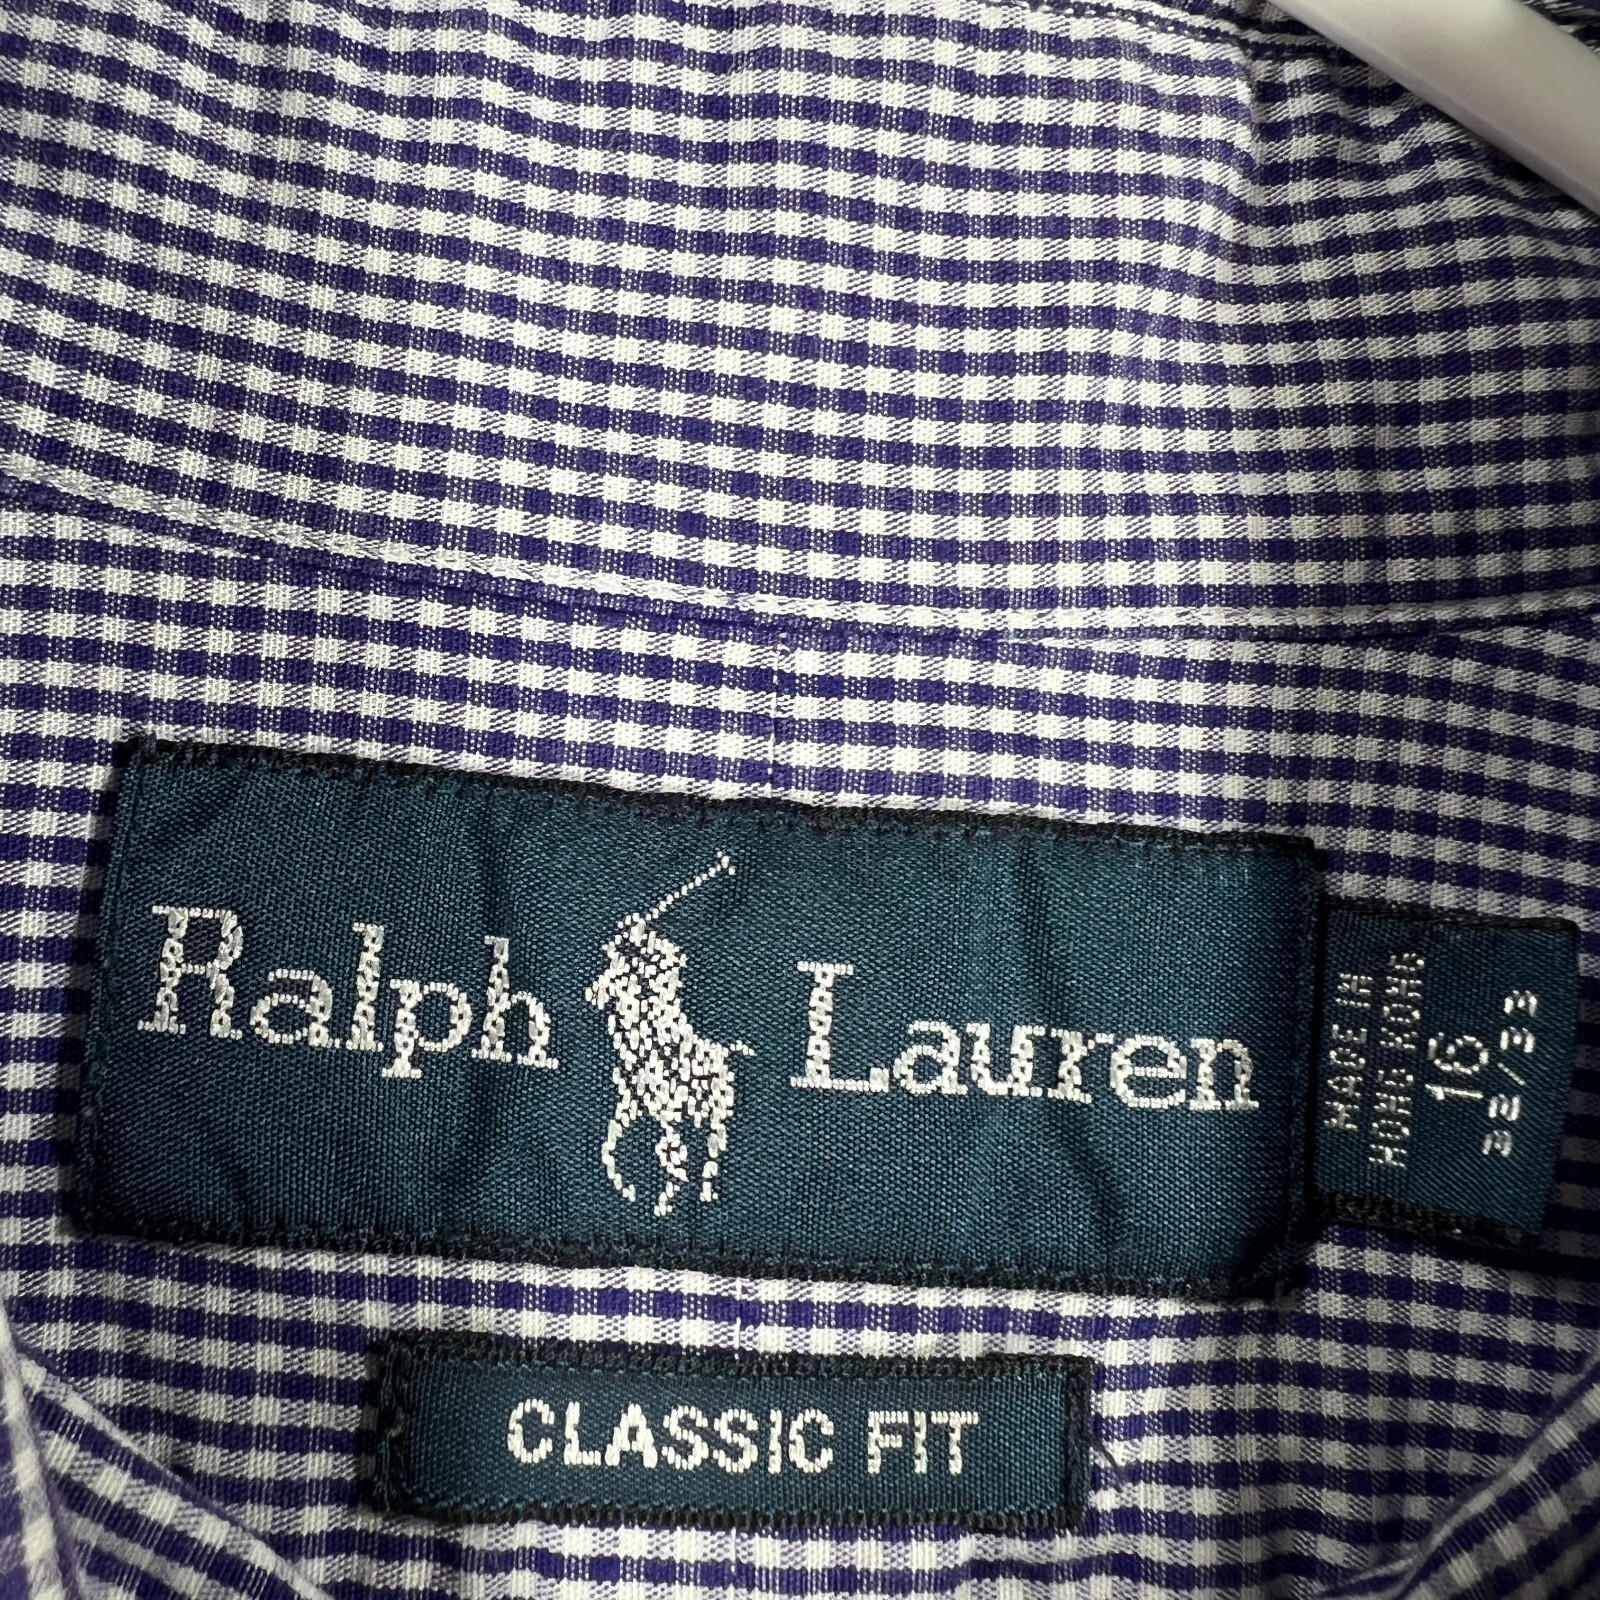 Ralph Lauren
MADE IN
HONG KONG
16
32/33
CLASSIC FIT